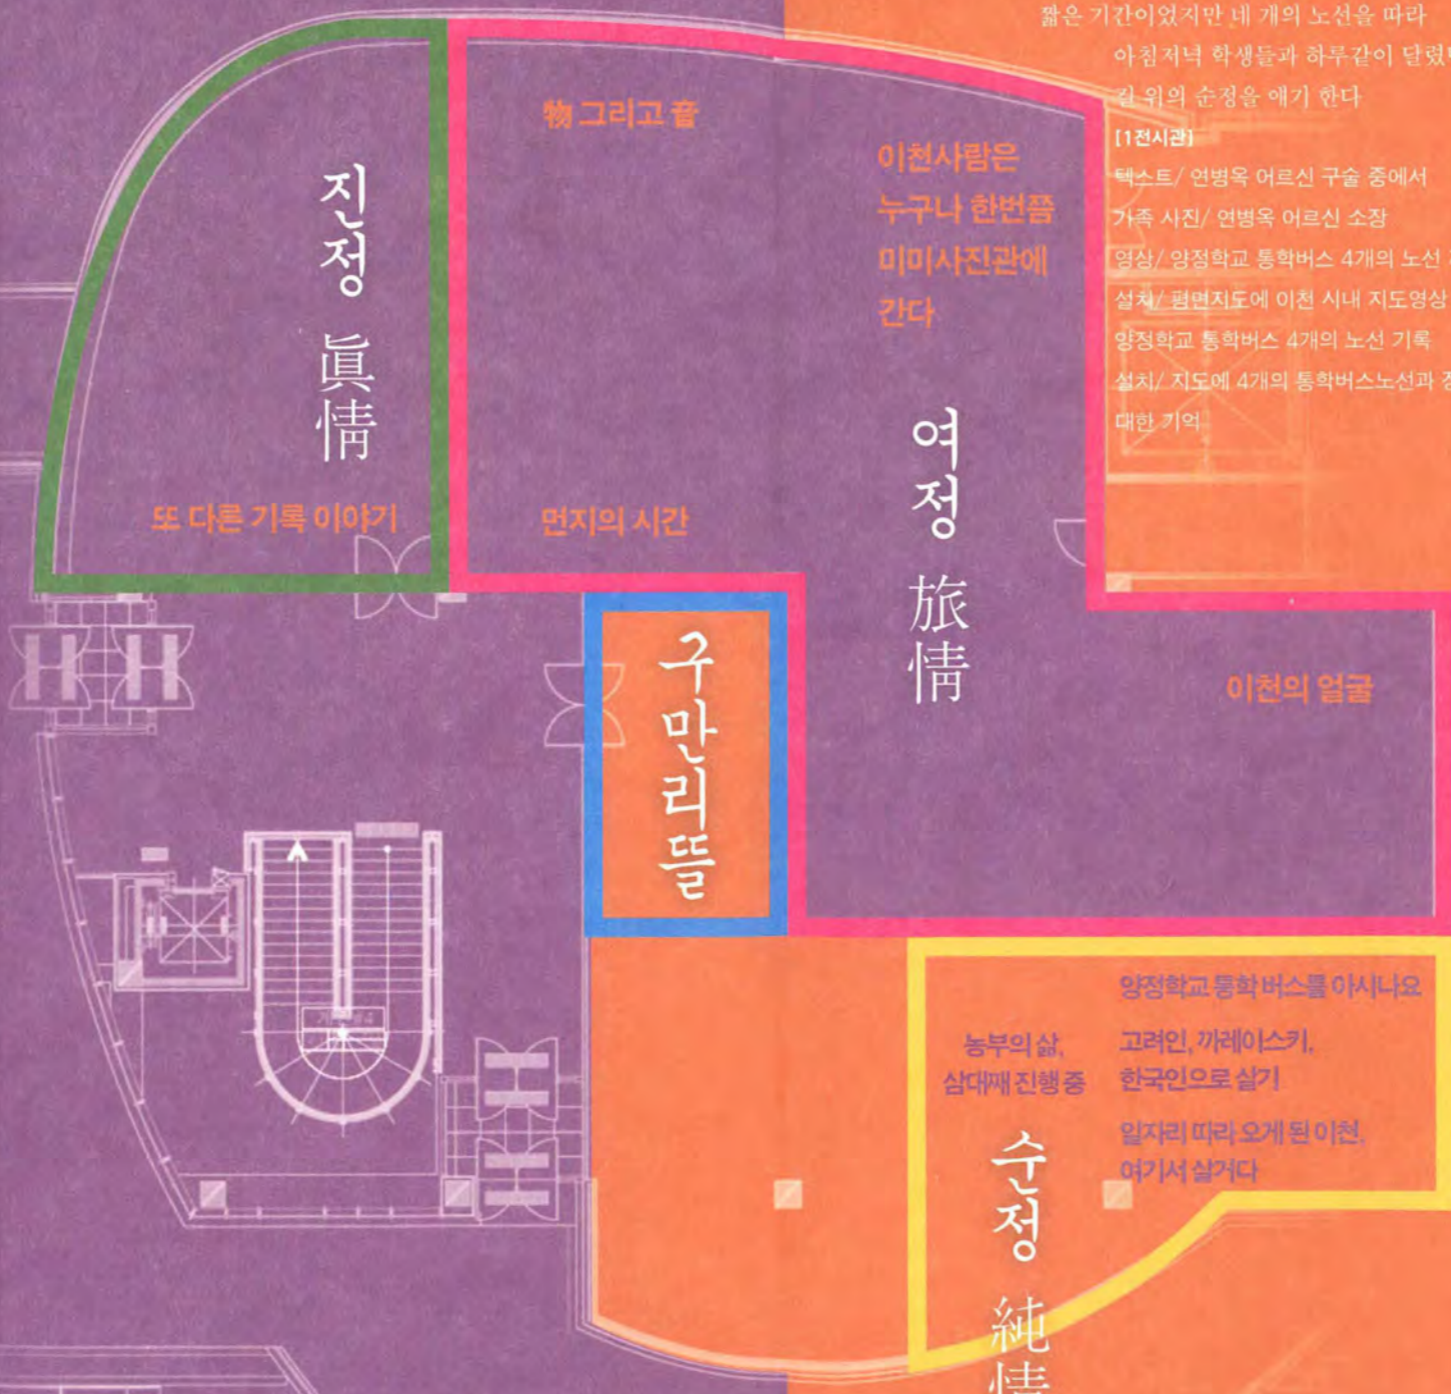 짧은 기간이었지만 네 개의 노선을 따라
아침저녁 학생들과 하루같이 달렸
길 위의 순정을 얘기 한다
[1전시관]
텍스트/ 연병옥 어르신 구술 중에서
가족 사진/ 연병옥 어르신 소장
영상/ 양정학교 통학버스 4개의 노선
설치/ 평면지도에 이천 시내 지도영상
양정학교 통학버스 4개의 노선 기록
설치/ 지도에 4개의 통학버스노선과
대한 기억
진정 眞情
또 다른 기록 이야기
物 그리고 音
먼지의 시간
이천사람은
누구나 한번쯤
미미사진관에
간다
여정 旅情
이천의 얼굴
구만리뜰
양정학교 통학 버스를 아시나요
농부의 삶,
삼대째 진행 중
고려인, 까레이스키,
한국인으로 살기
일자리 따라 오게 된 이천,
여기서 살거다
순정 純情